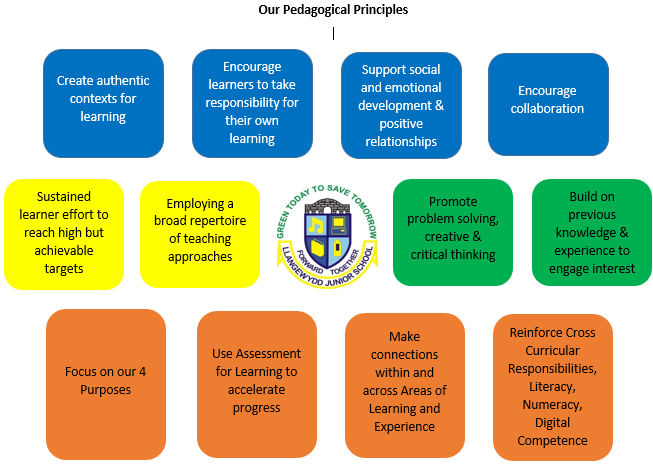 Our Pedagogical Principles
Create authentic
contexts for
learning
Encourage
learners to take
responsibility for
their own
learning
Support social
and emotional
development &
positive
relationships
Encourage
collaboration
Sustained
learner effort to
reach high but
achievable
targets
Employing a
broad repertoire
of teaching
approaches
GREEN TODAY TO SAVE TOMORROW
FORWARD TOGETHER
LLANGEWYDD JUNIOR SCHOOL
Promote
problem solving,
creative &
critical thinking
Build on
previous
knowledge &
experience to
engage interest
Focus on our 4
Purposes
Use Assessment
for Learning to
accelerate
progress
Make
connections
within and
across Areas of
Learning and
Experience
Reinforce Cross
Curricular
Responsibilities,
Literacy,
Numeracy,
Digital
Competence